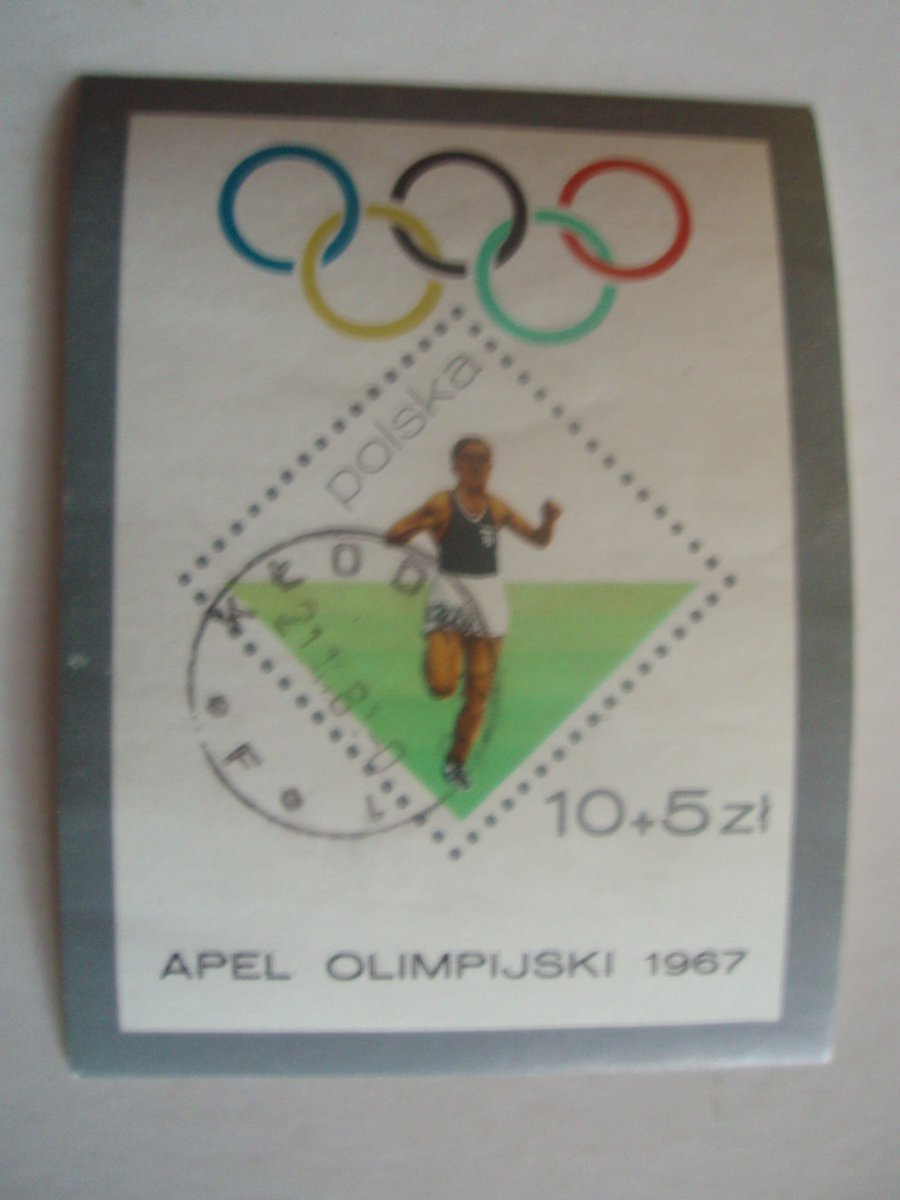 polska
10+5 zł
APEL OLIMPIJSKI 1967